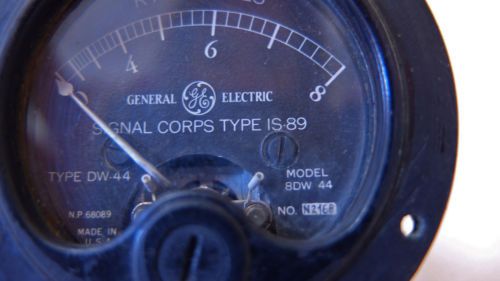 4 6 8
GENERAL GE ELECTRIC
SIGNAL CORPS TYPE IS-89
TYPE DW-44
MODEL
8DW 44
N.P. 68089
NO.
MADE IN
U.S.A.